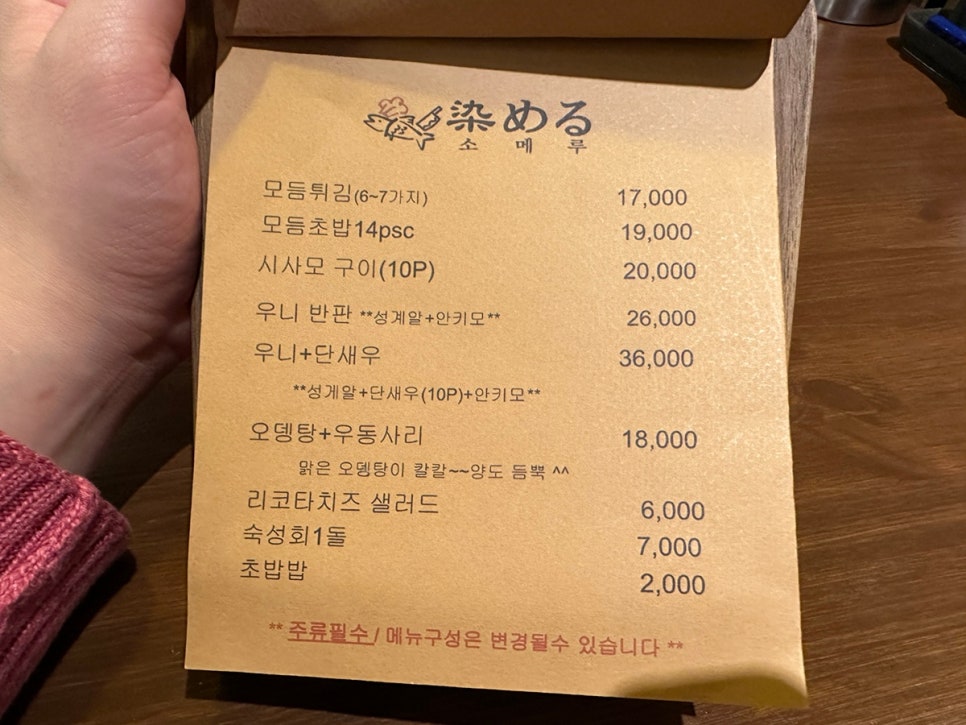 染める
소메루
모듬튀김(6~7가지) 17,000
모듬초밥14psc 19,000
시사모 구이(10P) 20,000
우니 반판 **성계알+안키모** 26,000
우니+단새우 36,000
**성게알+단새우(10P)+안키모**
오뎅탕+우동사리 18,000
맑은 오뎅탕이 칼칼~~양도 듬뿍 ^^
리코타치즈 샐러드 6,000
숙성회1돌 7,000
초밥밥 2,000
** 주류필수 / 메뉴구성은 변경될수 있습니다 **